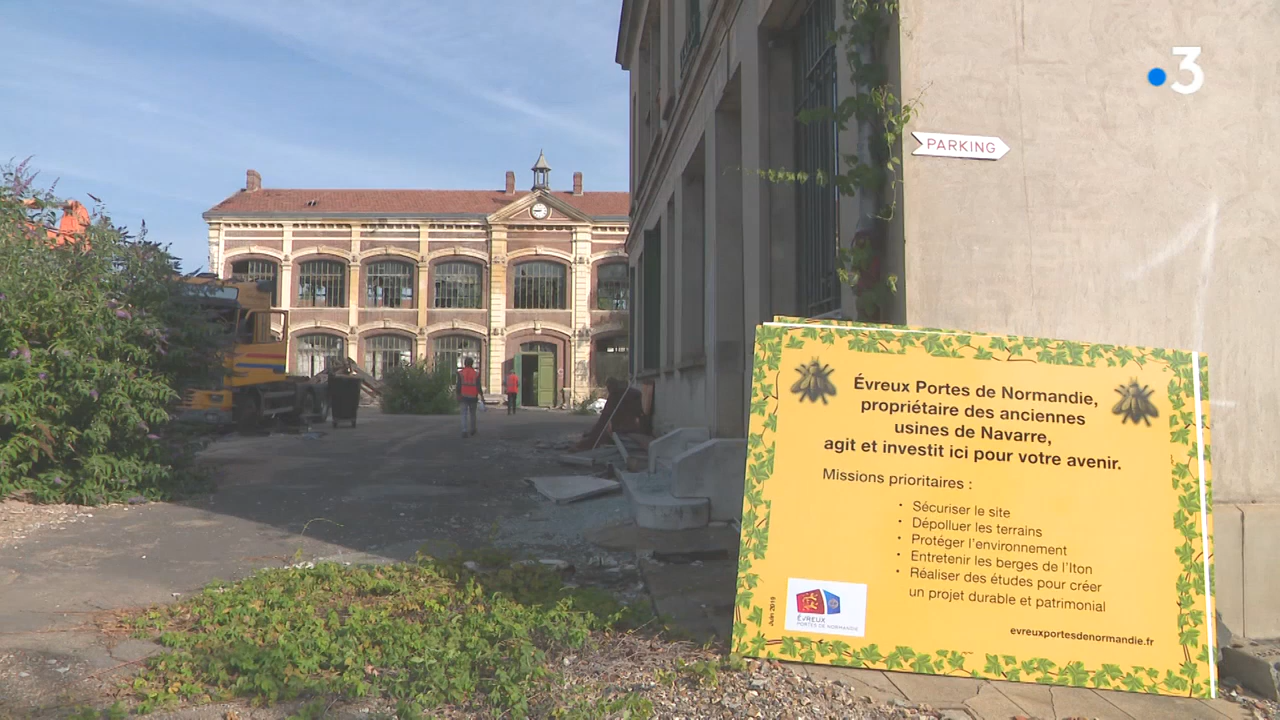 3
PARKING
Évreux Portes de Normandie,
propriétaire des anciennes
usines de Navarre,
agit et investit ici pour votre avenir.
Missions prioritaires :
• Sécuriser le site
• Dépolluer les terrains
• Protéger l'environnement
• Entretenir les berges de l'Iton
• Réaliser des études pour créer
un projet durable et patrimonial
Juin 2019
ÉVREUX
PORTES DE NORMANDIE
evreuxportesdenormandie.fr